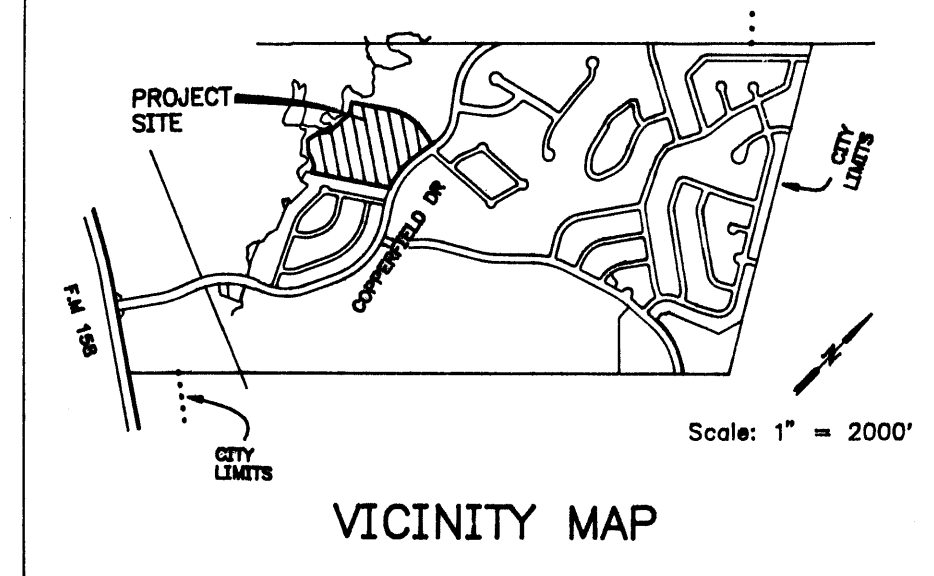 PROJECT
SITE
CITY
LIMITS
COPPERFIELD DR
F.M 158
N
Scale: 1" = 2000'
CITY
LIMITS
VICINITY MAP